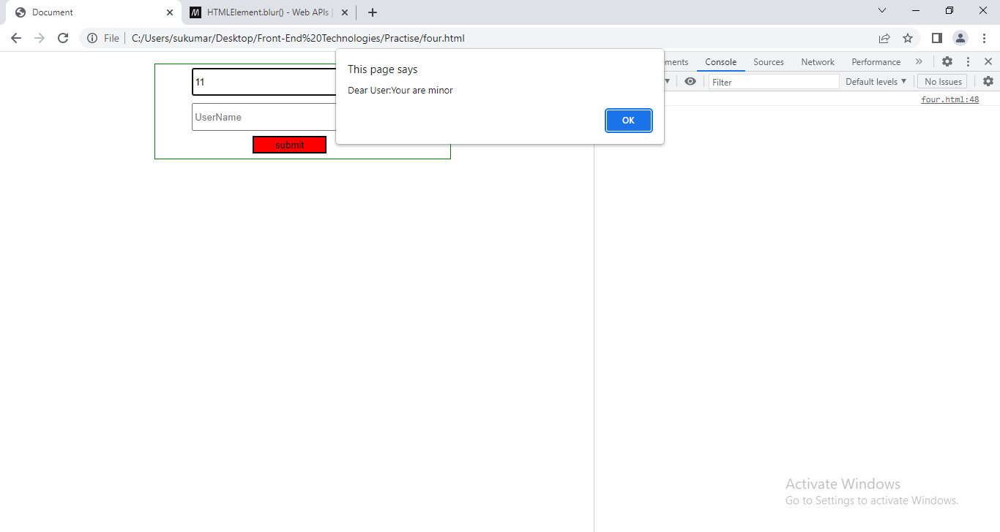 Document
HTMLElement.blur() - Web APIs |
File
C:/Users/sukumar/Desktop/Front-End%20Technologies/Practise/four.html
ments
Console
Sources
Network
Performance
Filter
Default levels
No Issues
four.html:48
This page says
Dear User:Your are minor
OK
11
UserName
submit
Activate Windows
Go to Settings to activate Windows.